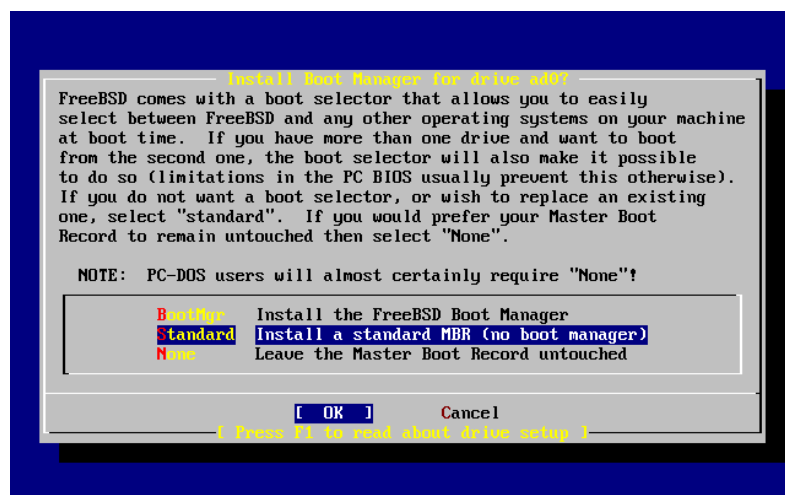 Install Boot Manager for drive ad0?
FreeBSD comes with a boot selector that allows you to easily
select between FreeBSD and any other operating systems on your machine
at boot time.  If you have more than one drive and want to boot
from the second one, the boot selector will also make it possible
to do so (limitations in the PC BIOS usually prevent this otherwise).
If you do not want a boot selector, or wish to replace an existing
one, select "standard".  If you would prefer your Master Boot
Record to remain untouched then select "None".
NOTE:  PC-DOS users will almost certainly require "None"!
BootMgr  Install the FreeBSD Boot Manager
Standard  Install a standard MBR (no boot manager)
None  Leave the Master Boot Record untouched
[  OK  ]  Cancel
[ Press F1 to read about drive setup ]